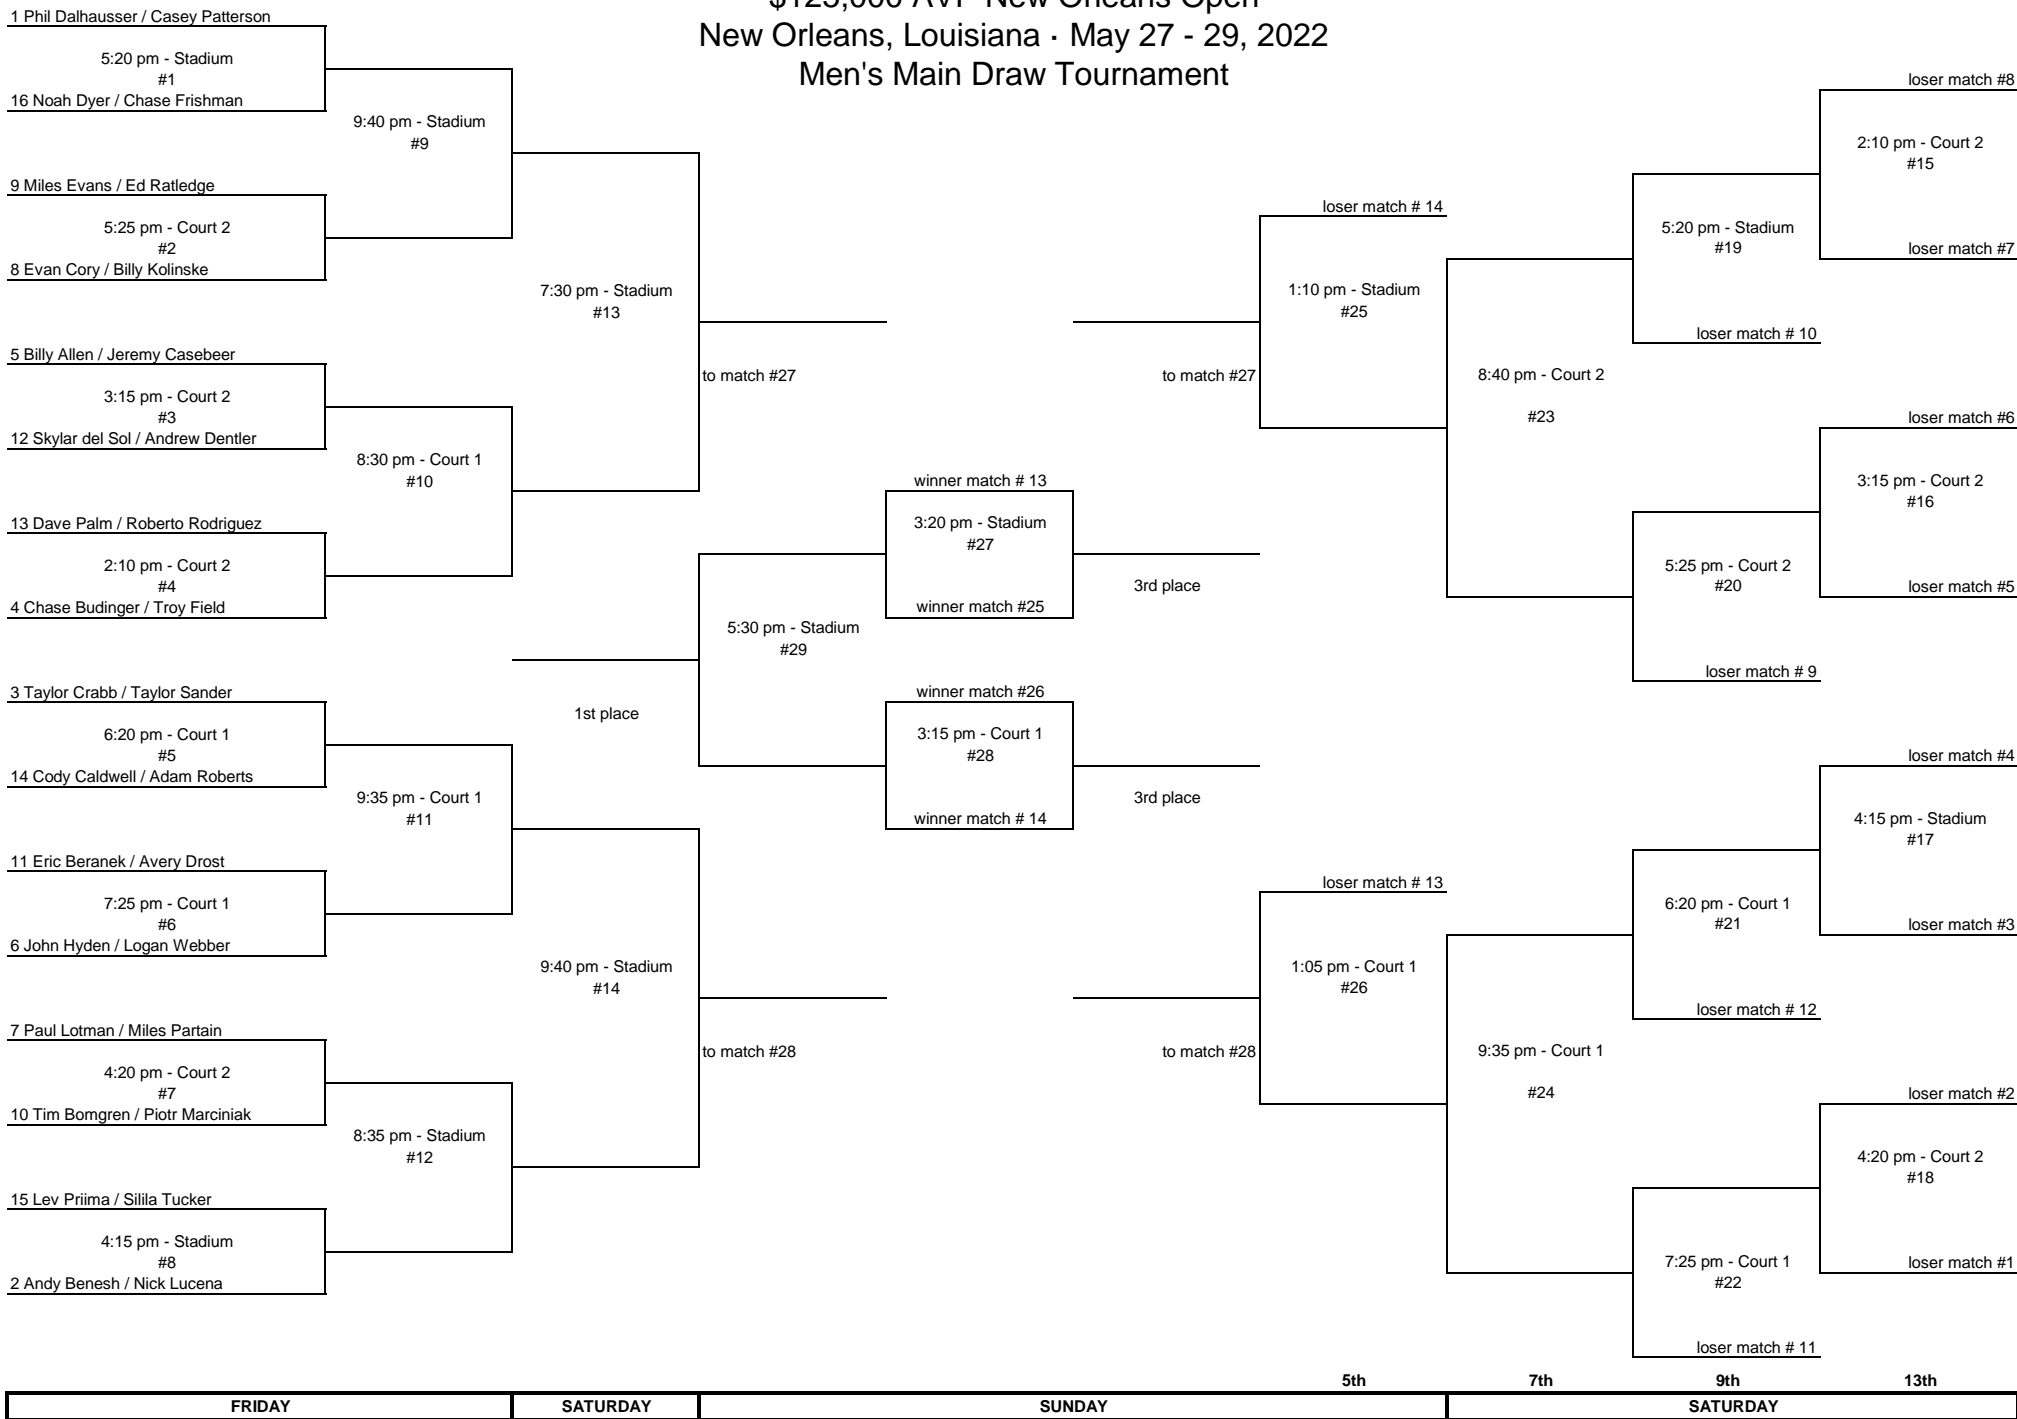 $125,000 AVP New Orleans Open
New Orleans, Louisiana · May 27 - 29, 2022
Men's Main Draw Tournament
1 Phil Dalhausser / Casey Patterson
5:20 pm - Stadium
#1
16 Noah Dyer / Chase Frishman
9 Miles Evans / Ed Ratledge
5:25 pm - Court 2
#2
8 Evan Cory / Billy Kolinske
5 Billy Allen / Jeremy Casebeer
3:15 pm - Court 2
#3
12 Skylar del Sol / Andrew Dentler
13 Dave Palm / Roberto Rodriguez
2:10 pm - Court 2
#4
4 Chase Budinger / Troy Field
3 Taylor Crabb / Taylor Sander
6:20 pm - Court 1
#5
14 Cody Caldwell / Adam Roberts
11 Eric Beranek / Avery Drost
7:25 pm - Court 1
#6
6 John Hyden / Logan Webber
7 Paul Lotman / Miles Partain
4:20 pm - Court 2
#7
10 Tim Bomgren / Piotr Marciniak
15 Lev Priima / Silila Tucker
4:15 pm - Stadium
#8
2 Andy Benesh / Nick Lucena
9:40 pm - Stadium
#9
8:30 pm - Court 1
#10
9:35 pm - Court 1
#11
8:35 pm - Stadium
#12
7:30 pm - Stadium
#13
1st place
9:40 pm - Stadium
#14
to match #27
5:30 pm - Stadium
#29
to match #28
winner match # 13
3:20 pm - Stadium
#27
winner match #25
winner match #26
3:15 pm - Court 1
#28
winner match # 14
to match #27
3rd place
3rd place
to match #28
loser match # 14
1:10 pm - Stadium
#25
loser match # 13
1:05 pm - Court 1
#26
8:40 pm - Court 2
#23
9:35 pm - Court 1
#24
5:20 pm - Stadium
#19
loser match # 10
5:25 pm - Court 2
#20
loser match # 9
6:20 pm - Court 1
#21
loser match # 12
7:25 pm - Court 1
#22
loser match # 11
loser match #8
2:10 pm - Court 2
#15
loser match #7
loser match #6
3:15 pm - Court 2
#16
loser match #5
loser match #4
4:15 pm - Stadium
#17
loser match #3
loser match #2
4:20 pm - Court 2
#18
loser match #1
5th
7th
9th
13th
FRIDAY
SATURDAY
SUNDAY
SATURDAY